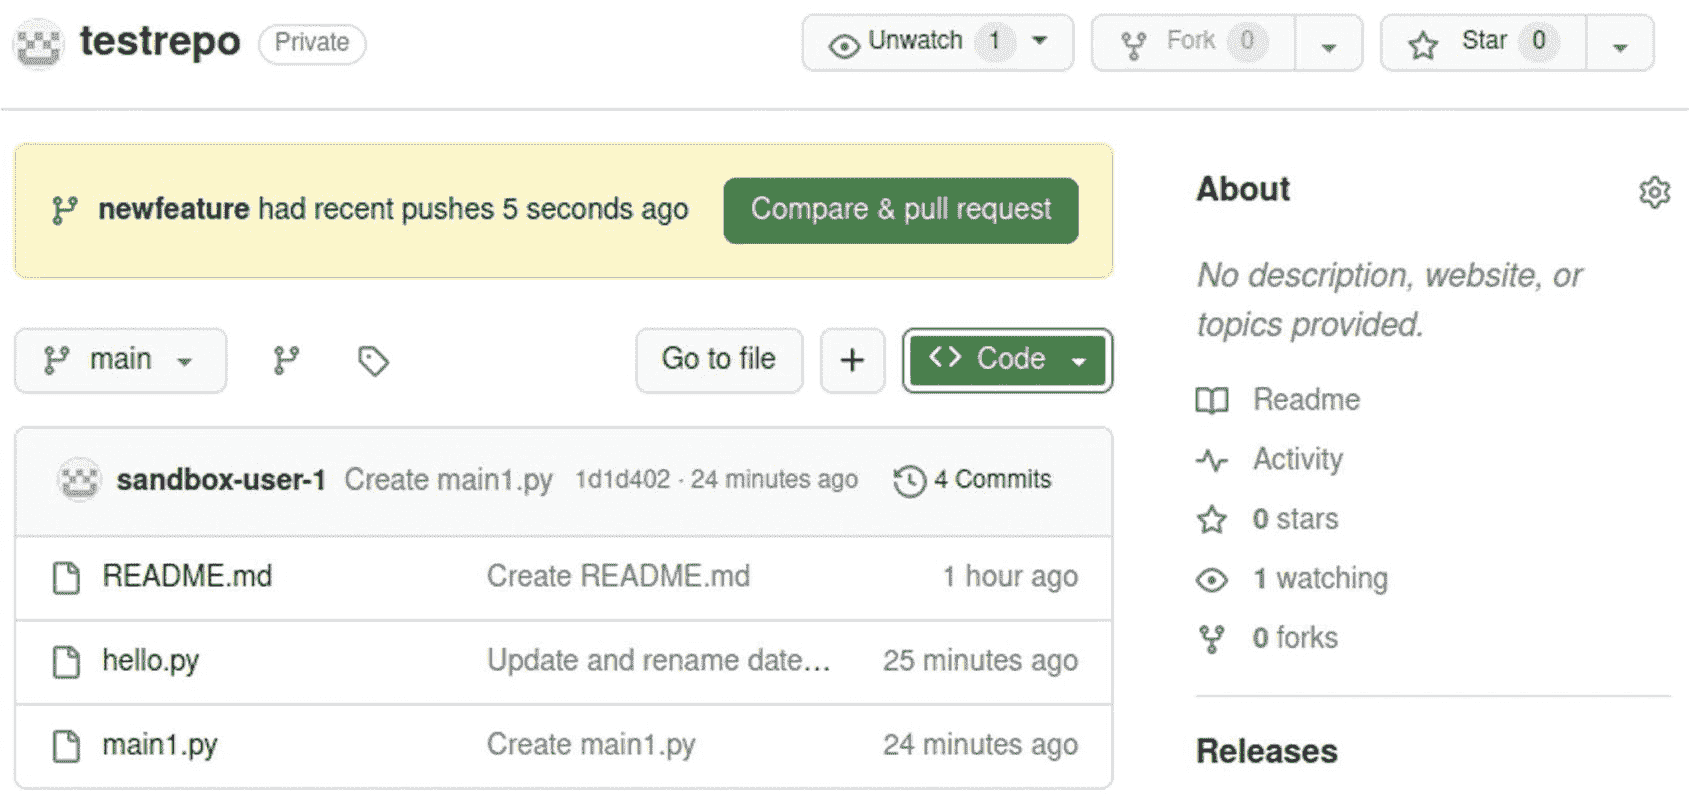 testrepo Private Unwatch 1 Fork 0 Star 0
newfeature had recent pushes 5 seconds ago Compare & pull request
main Go to file + <> Code
sandbox-user-1 Create main1.py 1d1d402 · 24 minutes ago 4 Commits
README.md Create README.md 1 hour ago
hello.py Update and rename date... 25 minutes ago
main1.py Create main1.py 24 minutes ago
About
No description, website, or
topics provided.
Readme
Activity
0 stars
1 watching
0 forks
Releases